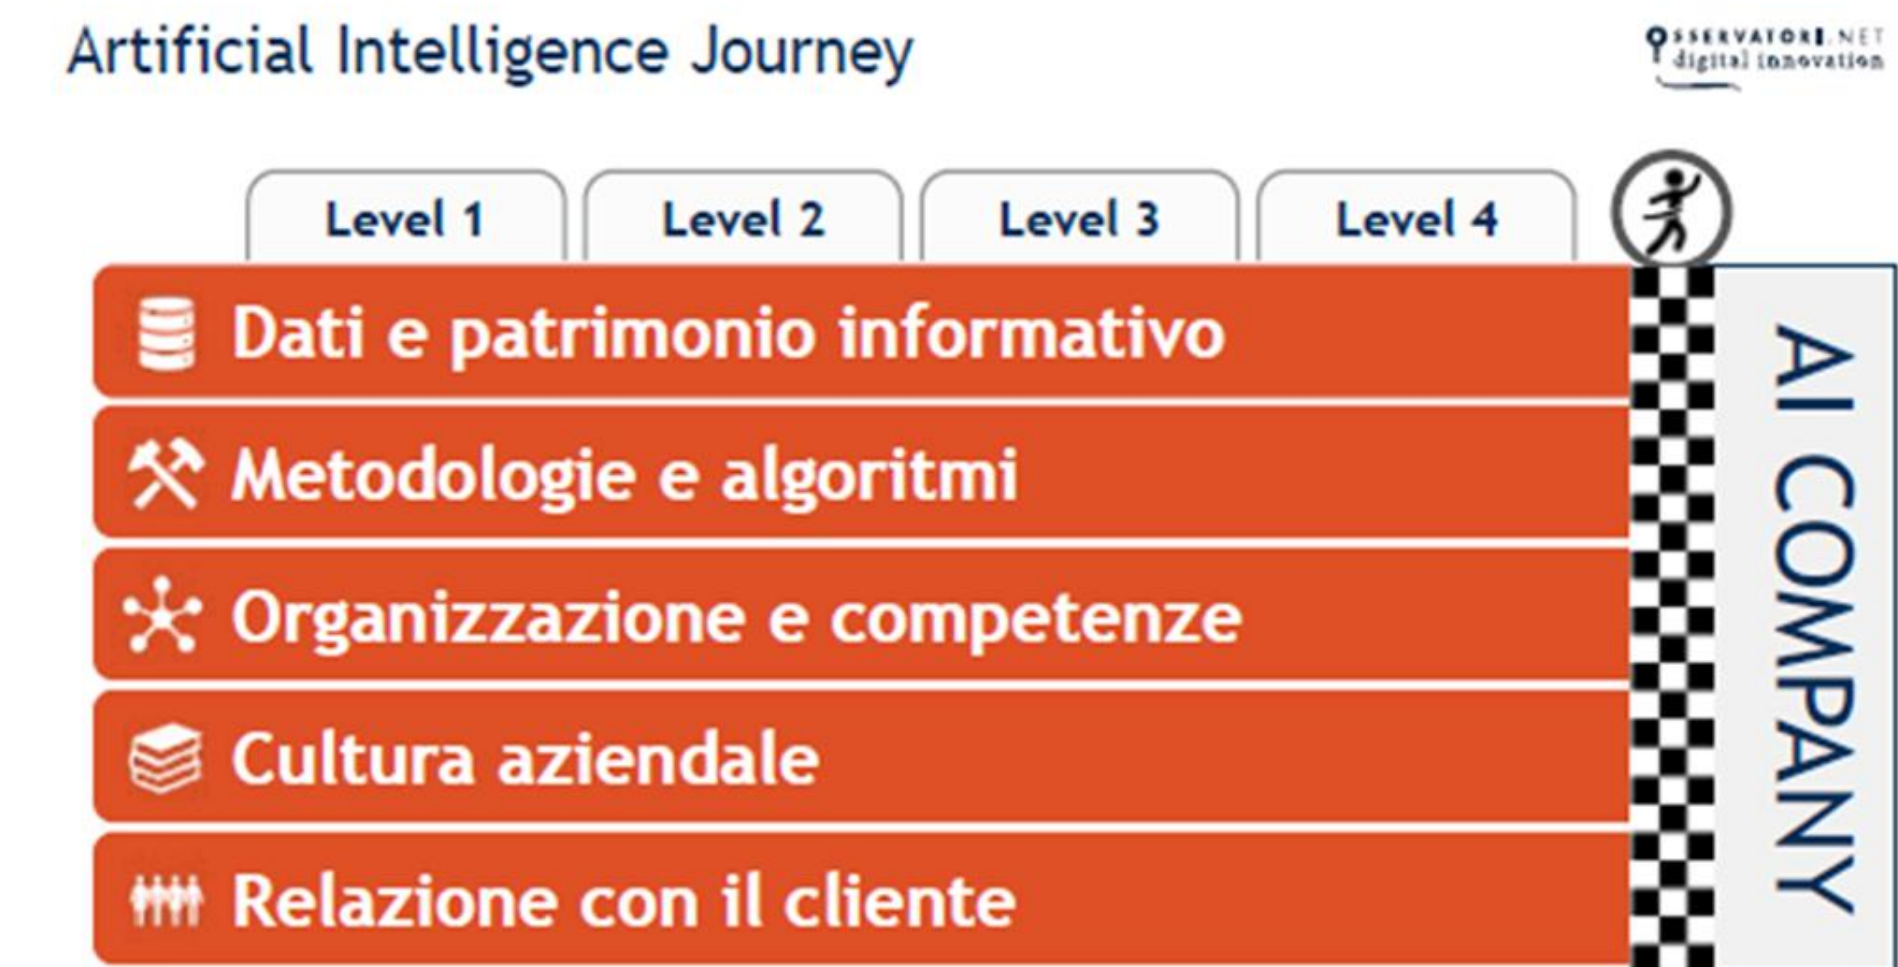 Artificial Intelligence Journey
OSSERVATORI.NET
digital innovation
Level 1
Level 2
Level 3
Level 4
Dati e patrimonio informativo
Metodologie e algoritmi
Organizzazione e competenze
Cultura aziendale
Relazione con il cliente
AI COMPANY